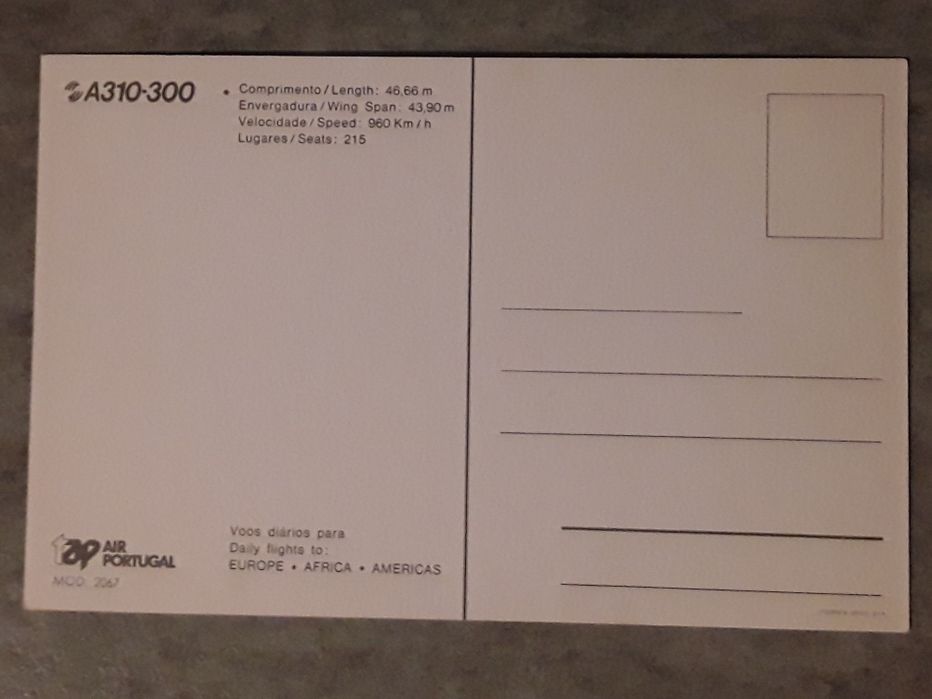 A310-300
• Comprimento / Length: 46,66 m
Envergadura / Wing Span: 43,90 m
Velocidade / Speed: 960 Km / h
Lugares / Seats: 215
tap AIR
PORTUGAL
MOD. 2067
Voos diários para
Daily flights to:
EUROPE • AFRICA • AMERICAS